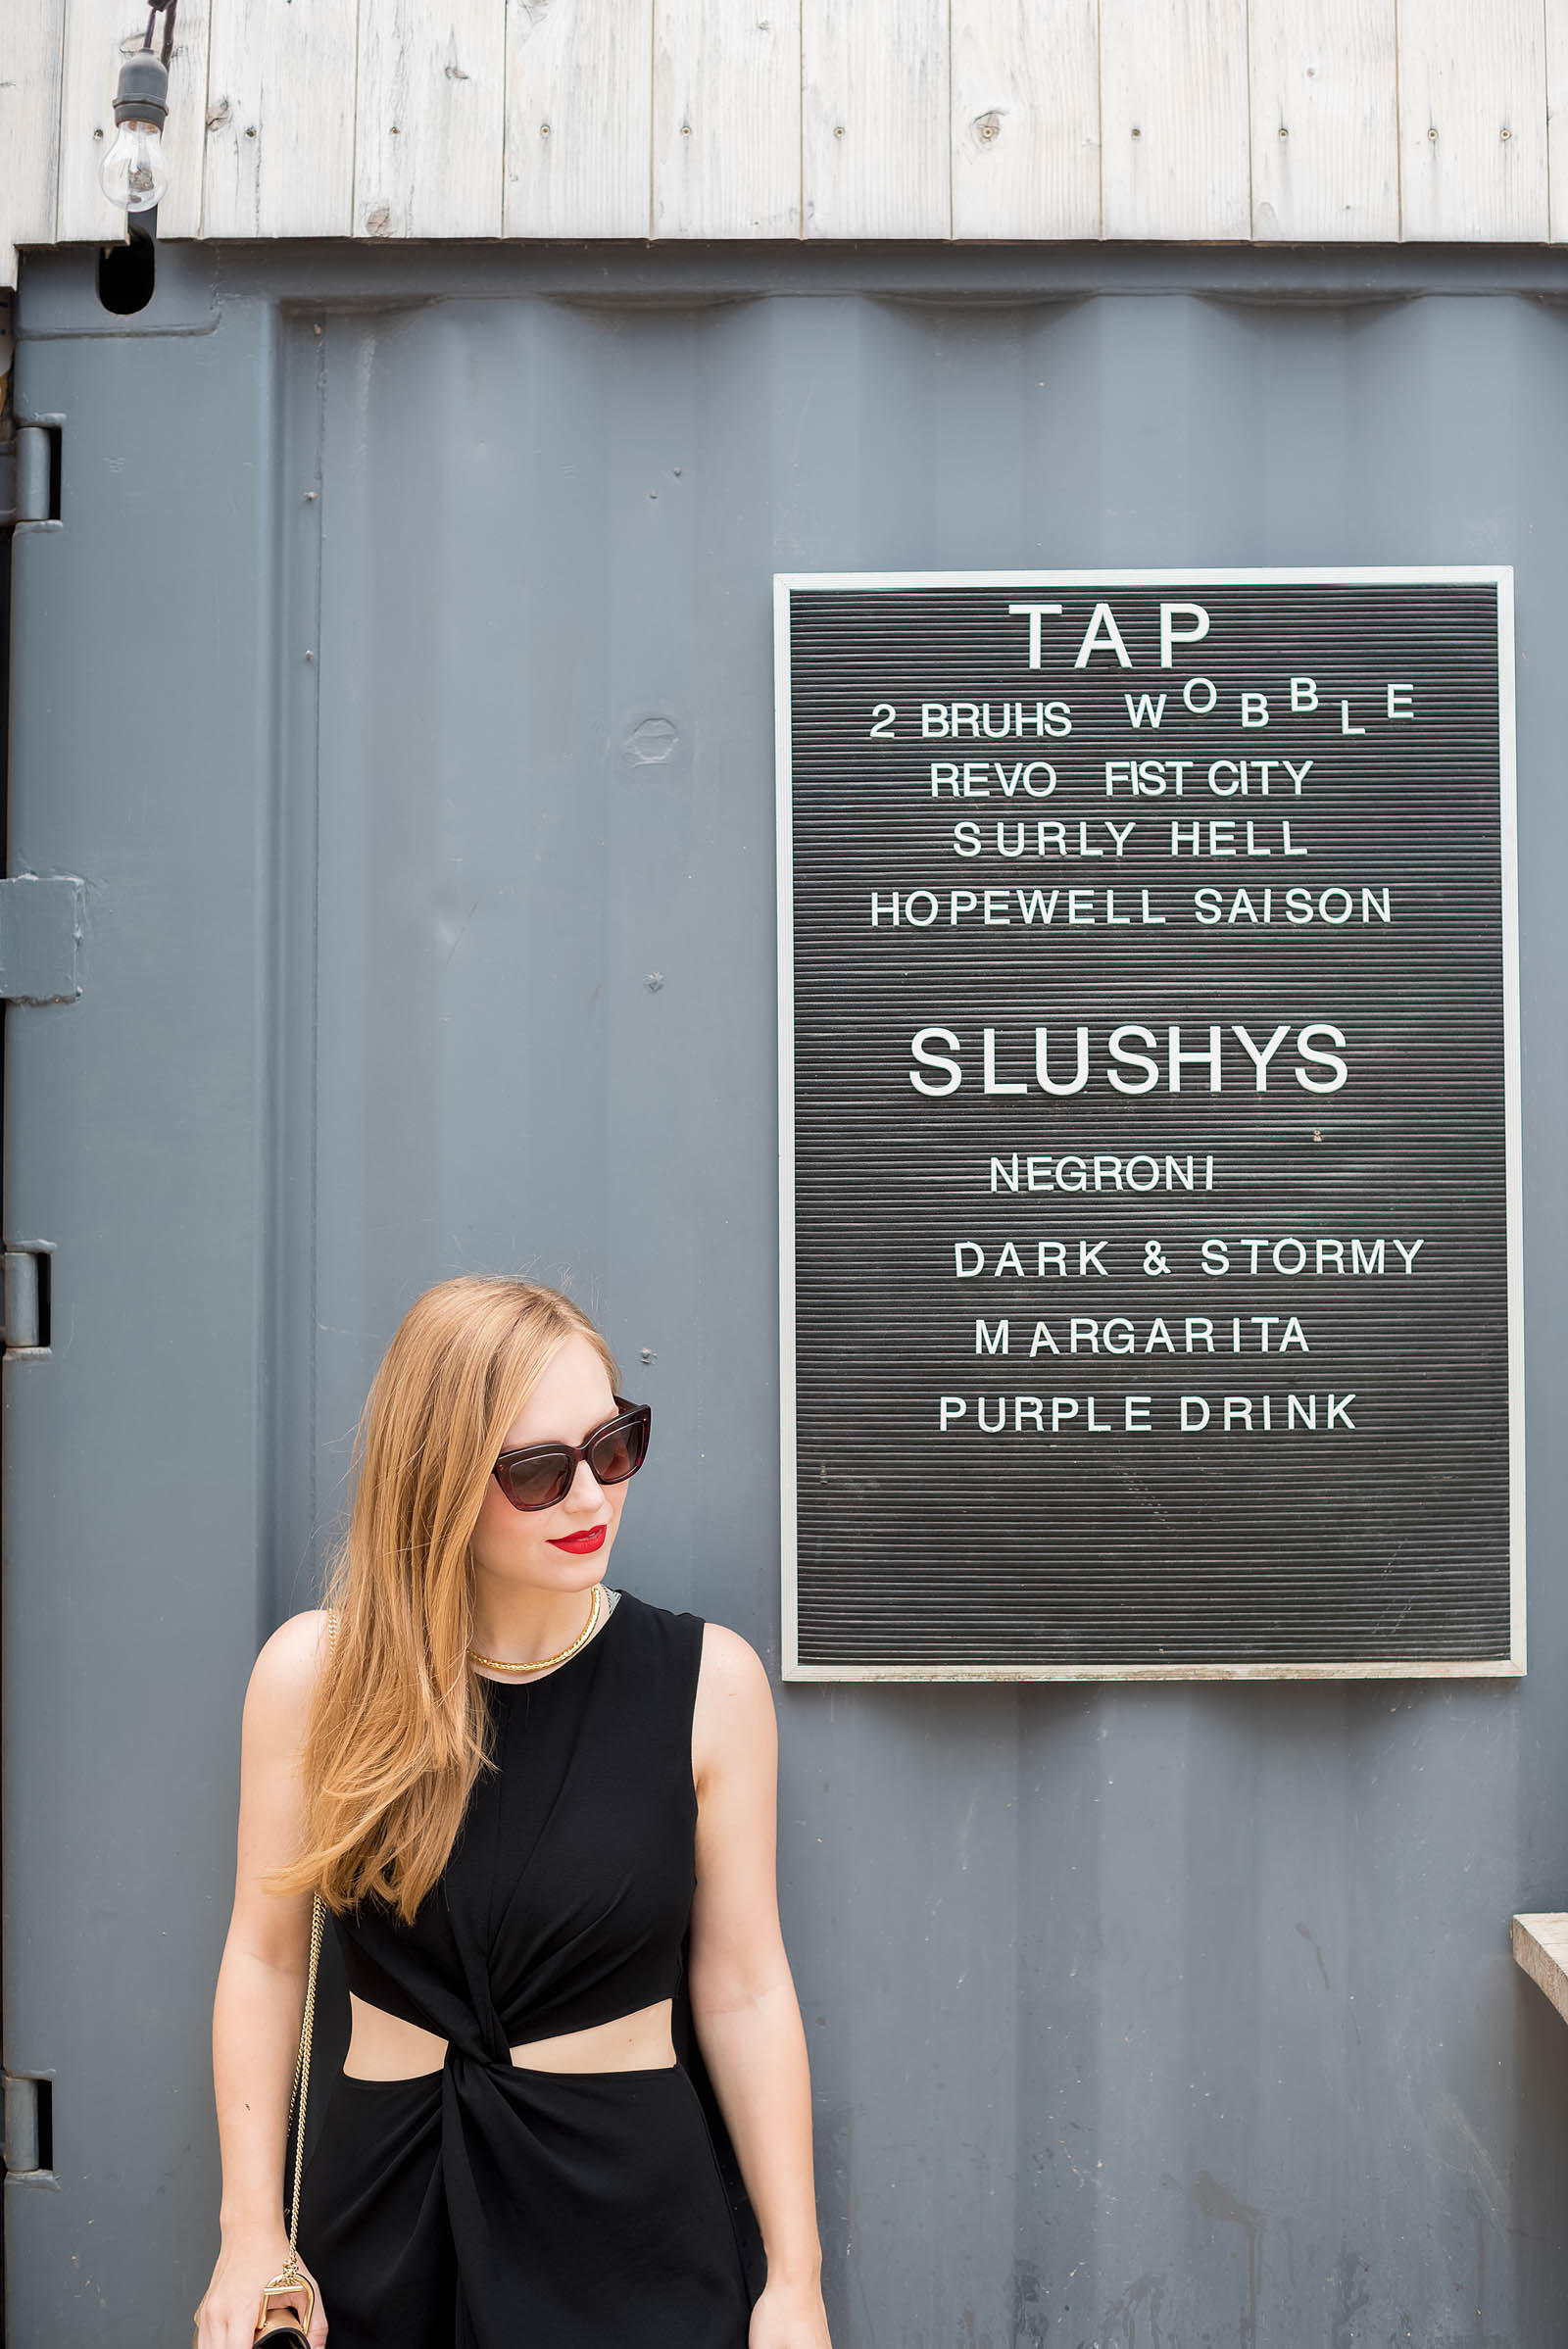 TAP
2 BRUHS WOBBLE
REVO FIST CITY
SURLY HELL
HOPEWELL SAISON
SLUSHYS
NEGRONI
DARK & STORMY
MARGARITA
PURPLE DRINK